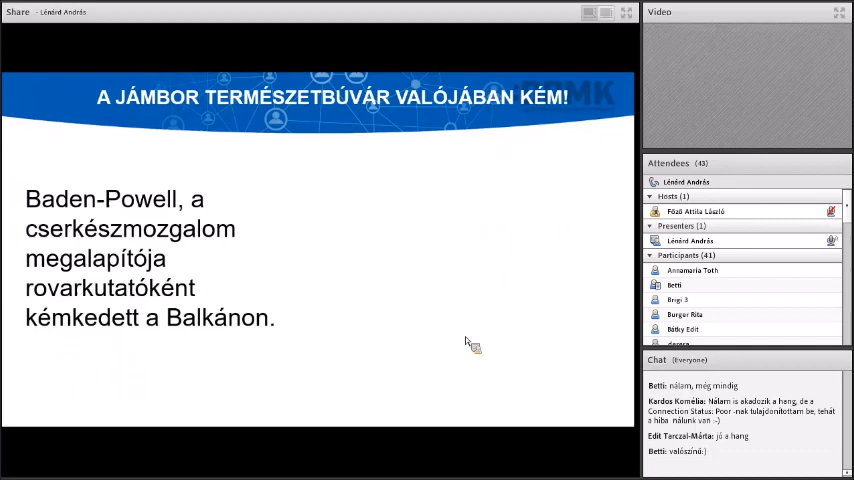 Share - Lénárd András
A JÁMBOR TERMÉSZETBÚVÁR VALÓJÁBAN KÉM!
Baden-Powell, a
cserkészmozgalom
megalapítója
rovarkutatóként
kémkedett a Balkánon.
Video
Attendees (43)
Lénárd András
Hosts (1)
Főző Attila László
Presenters (1)
Lénárd András
Participants (41)
Annamaria Toth
Betti
Brigi 3
Burger Rita
Bátky Edit
Chat (Everyone)
Betti: nálam, még mindig
Kardos Kornélia: Nálam is akadozik a hang, de a
Connection Status: Poor -nak tulajdonítottam be, tehát
a hiba nálunk van :-)
Edit Tarczal-Márta: jó a hang
Betti: valószínű:)